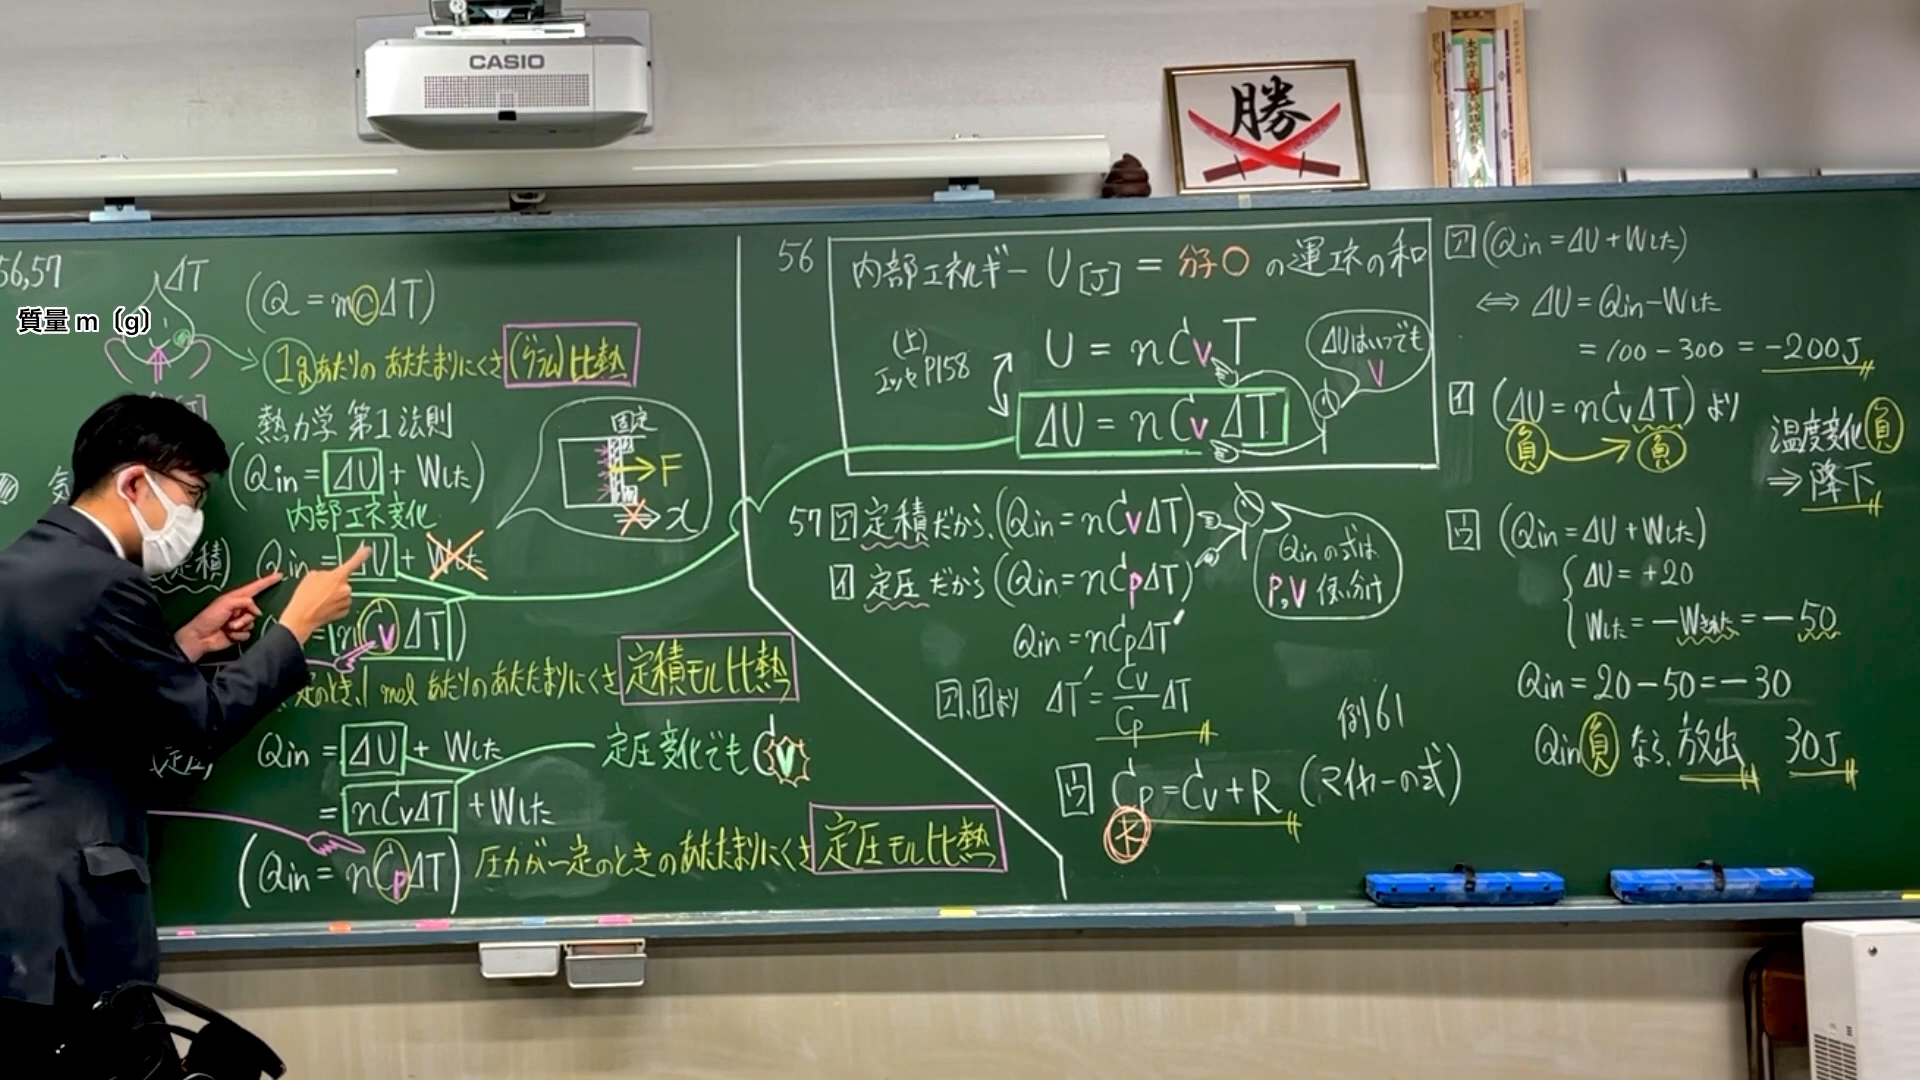 CASIO
勝
56,57
ΔT
質量 m〔g〕
(Q = mCΔT)
1gあたりの あたたまりにくさ (グラム)比熱
熱力学 第1法則
(Qin = ΔU + Wした)
内部エネ変化
固定
F
x
気
定積)
Qin = ΔU + Wした
= nCvΔT)
定のとき、1 mol あたりのあたたまりにくさ 定積モル比熱
Qin = ΔU + Wした
定圧変化でも Cv
= nCvΔT + Wした
(Qin = nCpΔT) 圧力が一定のときのあたたまりにくさ 定圧モル比熱
56
内部エネルギー U[J] = 分子〇 の運エネの和
(上)
エッセP158
U = nCvT
ΔU = nCvΔT
ΔUはいつでも
V
57 ア 定積だから、(Qin = nCvΔT)
イ 定圧だから (Qin = nCpΔT)
Qinの式は
P,V 使い分け
Qin = nCpΔT′
ア、イより ΔT′ = Cv/Cp ΔT
例61
ウ Cp = Cv + R (マイヤーの式)
ア (Qin = ΔU + Wした)
⇔ ΔU = Qin − Wした
= 100 − 300 = −200J
イ (ΔU = nCvΔT) より
負 → 負
温度変化 負
⇒ 降下
ウ (Qin = ΔU + Wした)
ΔU = +20
Wした = −Wされた = −50
Qin = 20 − 50 = −30
Qin 負 なら、放出 30J